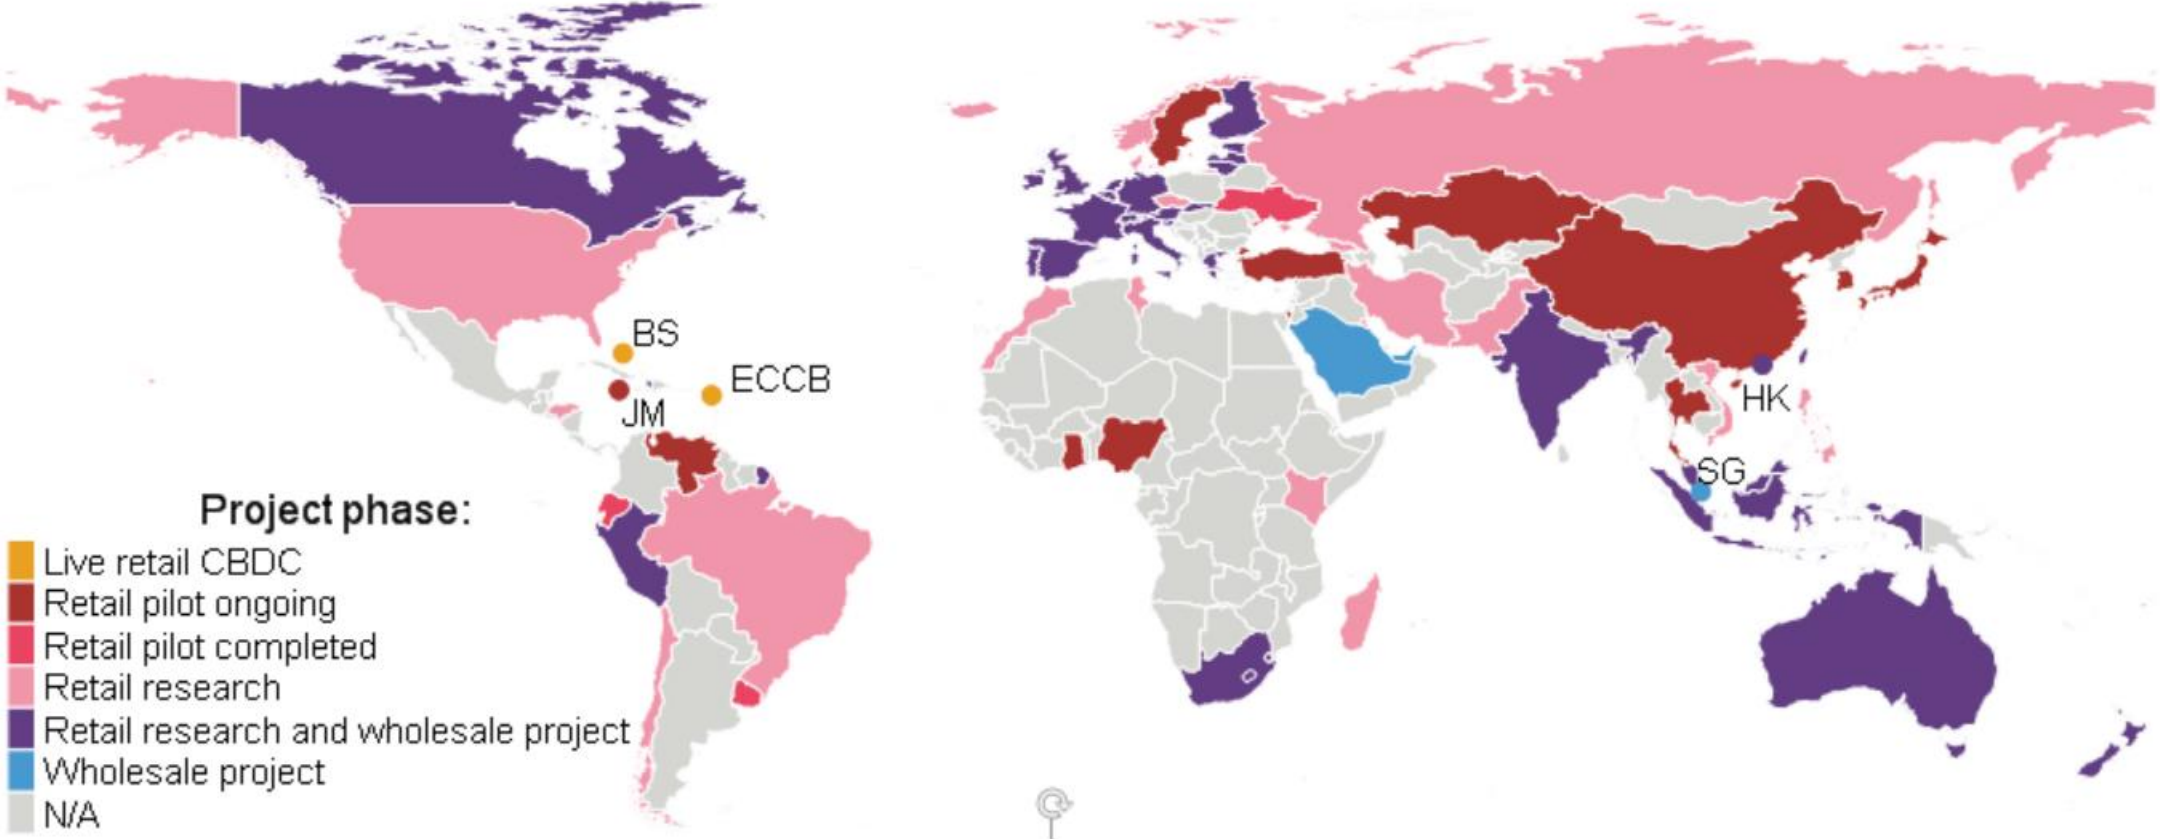 BS
ECCB
JM
HK
SG
Project phase:
Live retail CBDC
Retail pilot ongoing
Retail pilot completed
Retail research
Retail research and wholesale project
Wholesale project
N/A